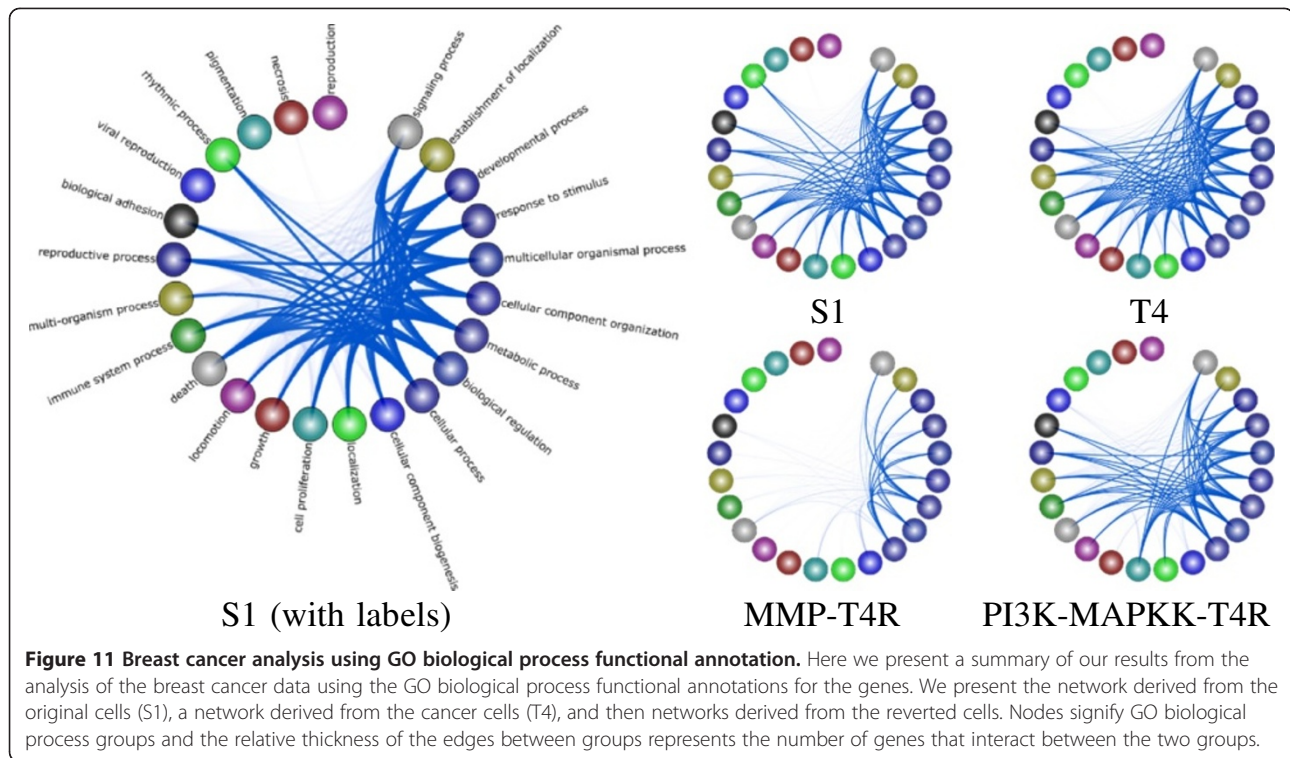 reproduction
necrosis
pigmentation
rhythmic process
viral reproduction
biological adhesion
reproductive process
multi-organism process
immune system process
death
locomotion
growth
cell proliferation
localization
cellular component biogenesis
cellular process
biological regulation
metabolic process
cellular component organization
multicellular organismal process
response to stimulus
developmental process
establishment of localization
signaling process
S1 (with labels)
S1
T4
MMP-T4R
PI3K-MAPKK-T4R
Figure 11 Breast cancer analysis using GO biological process functional annotation. Here we present a summary of our results from the
analysis of the breast cancer data using the GO biological process functional annotations for the genes. We present the network derived from the
original cells (S1), a network derived from the cancer cells (T4), and then networks derived from the reverted cells. Nodes signify GO biological
process groups and the relative thickness of the edges between groups represents the number of genes that interact between the two groups.